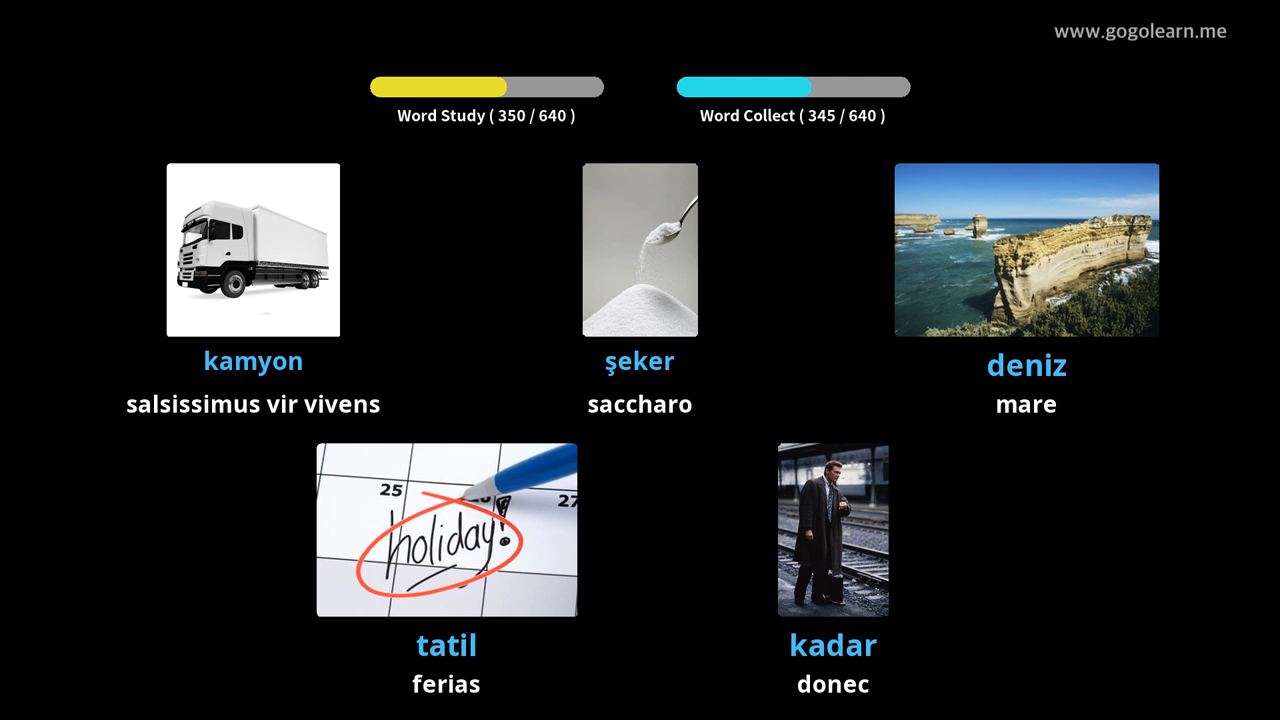 www.gogolearn.me
Word Study ( 350 / 640 )
Word Collect ( 345 / 640 )
kamyon
şeker
deniz
salsissimus vir vivens
saccharo
mare
25
27
holiday!
tatil
kadar
ferias
donec